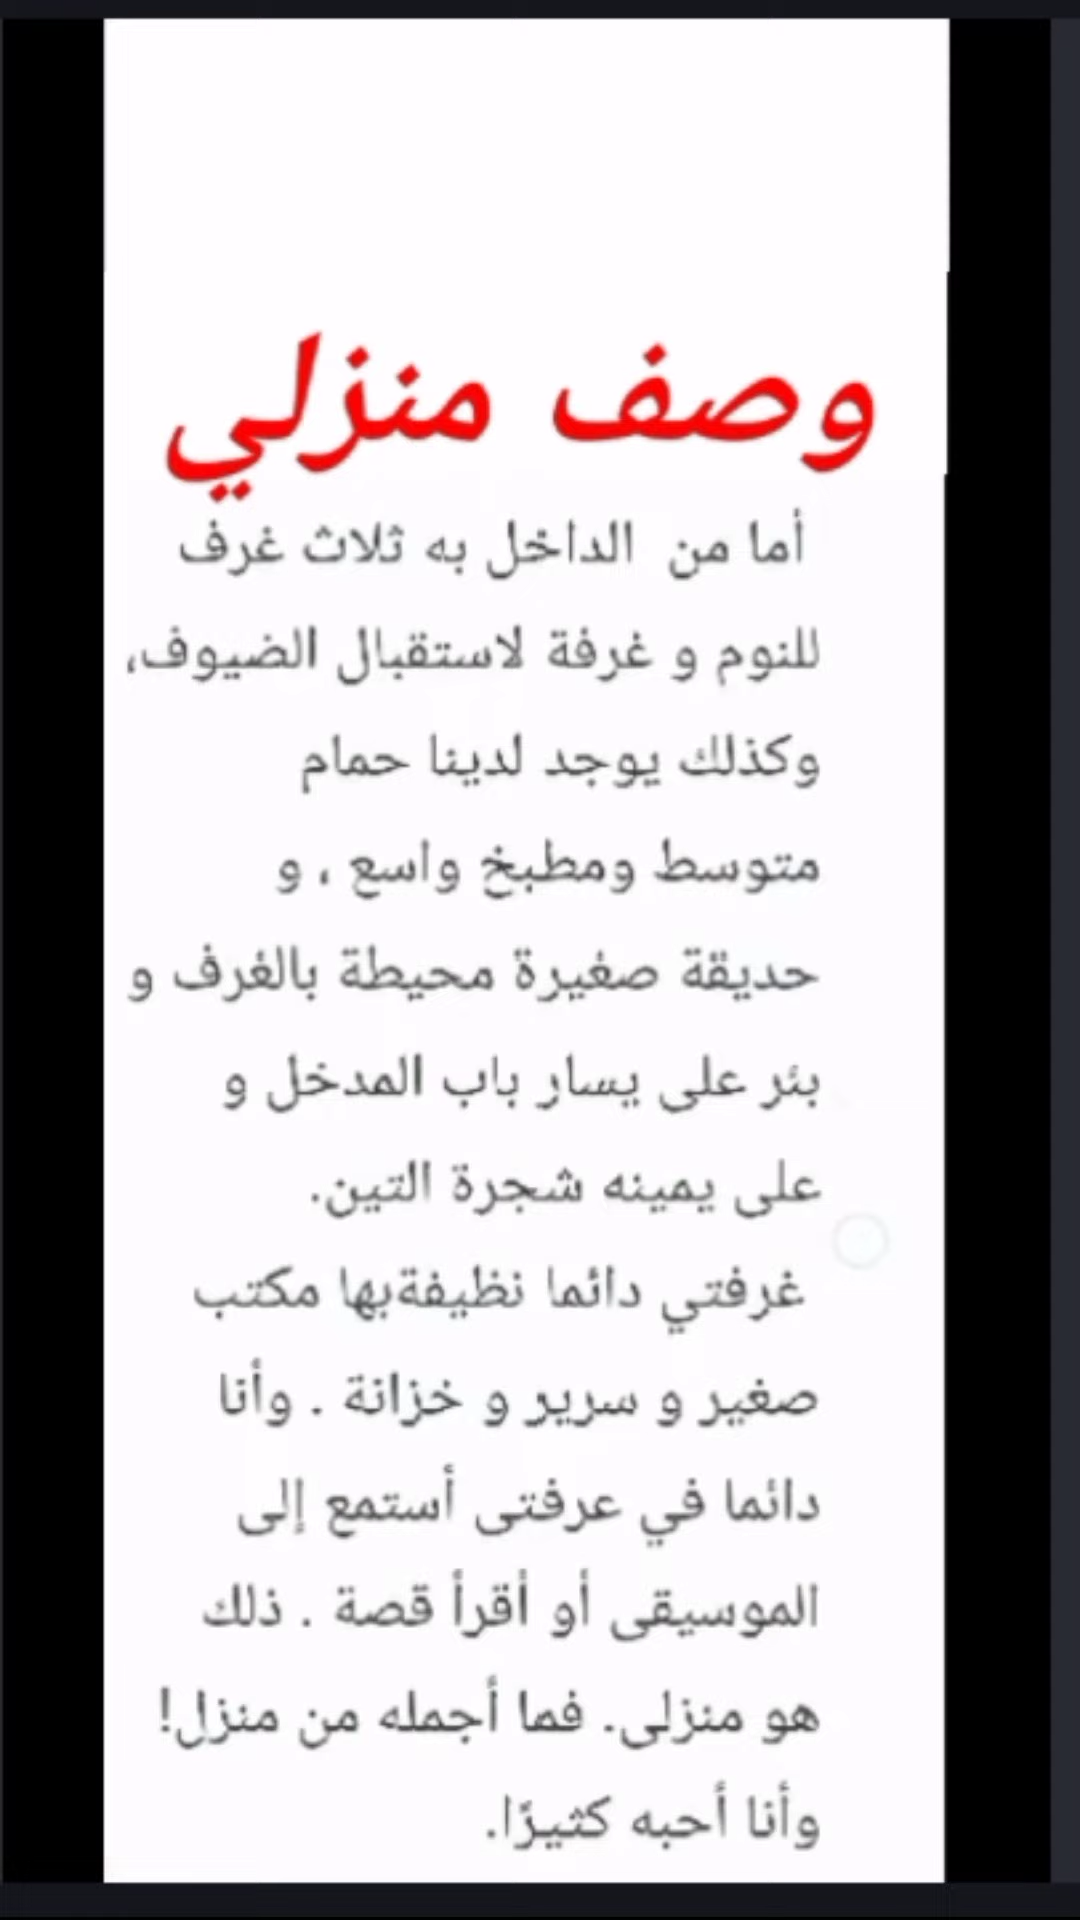 وصف منزلي
أما من الداخل به ثلاث غرف
للنوم و غرفة لاستقبال الضيوف،
وكذلك يوجد لدينا حمام
متوسط ومطبخ واسع ، و
حديقة صغيرة محيطة بالغرف و
بئر على يسار باب المدخل و
على يمينه شجرة التين.
غرفتي دائما نظيفةبها مكتب
صغير و سرير و خزانة . وأنا
دائما في عرفتى أستمع إلى
الموسيقى أو أقرأ قصة . ذلك
هو منزلى. فما أجمله من منزلِ!
وأنا أحبه كثيرًا.